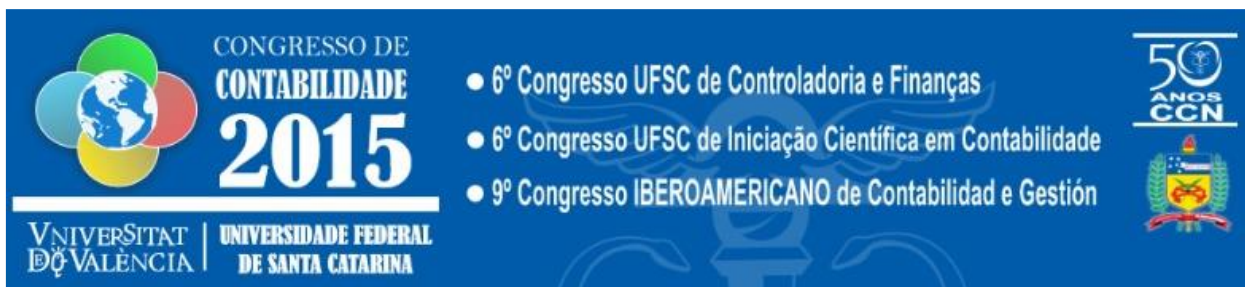 CONGRESSO DE
CONTABILIDADE
2015
VNIVERSITAT
DE VALÈNCIA
UNIVERSIDADE FEDERAL
DE SANTA CATARINA
● 6º Congresso UFSC de Controladoria e Finanças
● 6º Congresso UFSC de Iniciação Científica em Contabilidade
● 9º Congresso IBEROAMERICANO de Contabilidad e Gestión
50
ANOS
CCN